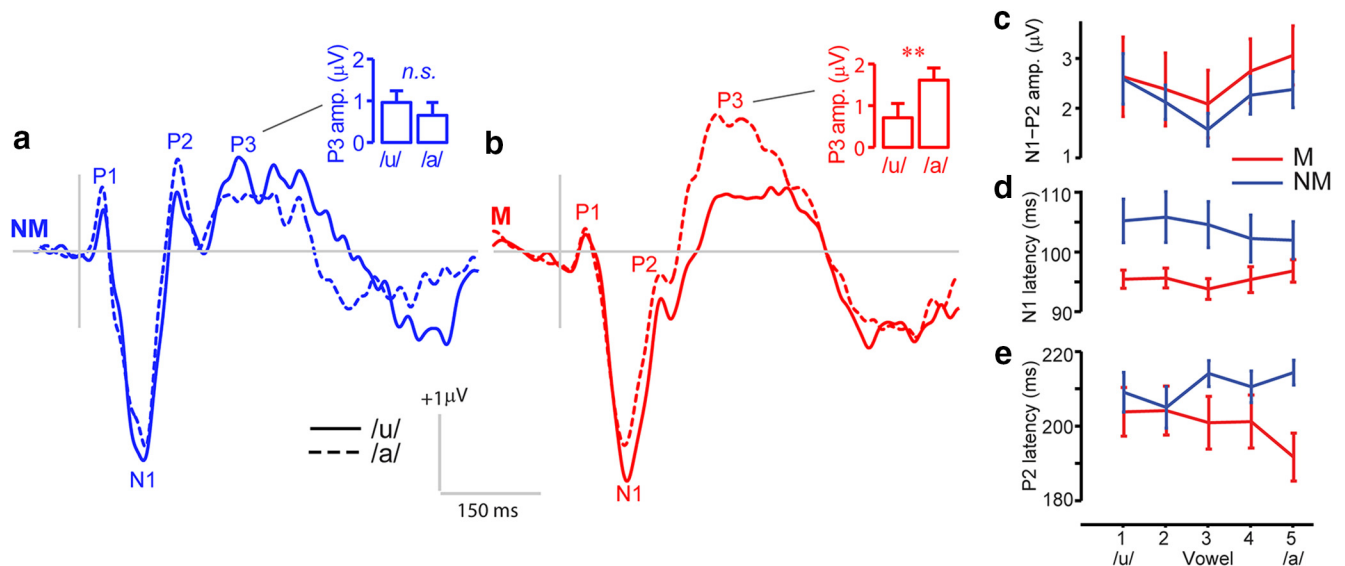 a
NM
P1
P2
P3
P3 amp. (μV)
2
1
0
n.s.
/u/ /a/
N1
/u/
/a/
+1μV
150 ms
b
M
P1
P2
P3
P3 amp. (μV)
2
1
0
**
/u/ /a/
N1
c
N1–P2 amp. (μV)
3
2
1
M
NM
d
N1 latency (ms)
110
100
90
e
P2 latency (ms)
220
200
180
1 2 3 4 5
/u/ Vowel /a/